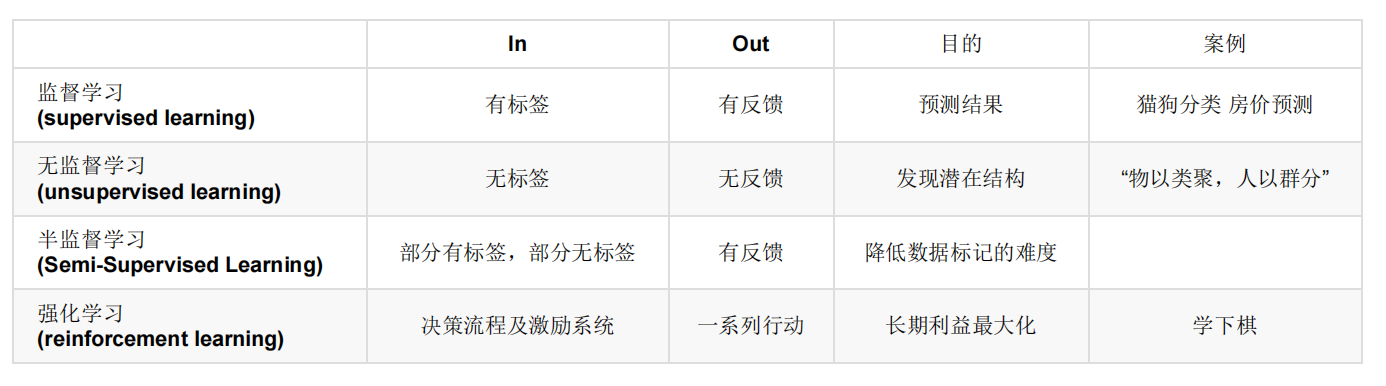 In Out 目的 案例
监督学习
(supervised learning) 有标签 有反馈 预测结果 猫狗分类 房价预测
无监督学习
(unsupervised learning) 无标签 无反馈 发现潜在结构 “物以类聚，人以群分”
半监督学习
(Semi-Supervised Learning) 部分有标签，部分无标签 有反馈 降低数据标记的难度
强化学习
(reinforcement learning) 决策流程及激励系统 一系列行动 长期利益最大化 学下棋